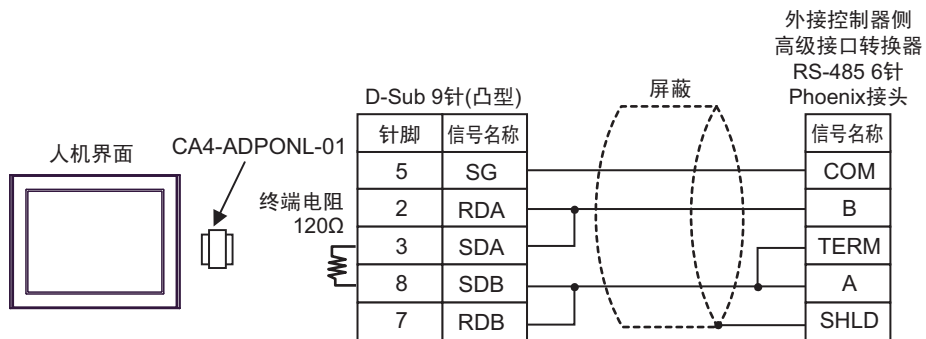 外接控制器侧
高级接口转换器
RS-485 6针
Phoenix接头
屏蔽
D-Sub 9针(凸型)
针脚 信号名称
信号名称
人机界面
CA4-ADPONL-01
终端电阻
120Ω
5 SG
COM
2 RDA
B
3 SDA
TERM
8 SDB
A
7 RDB
SHLD